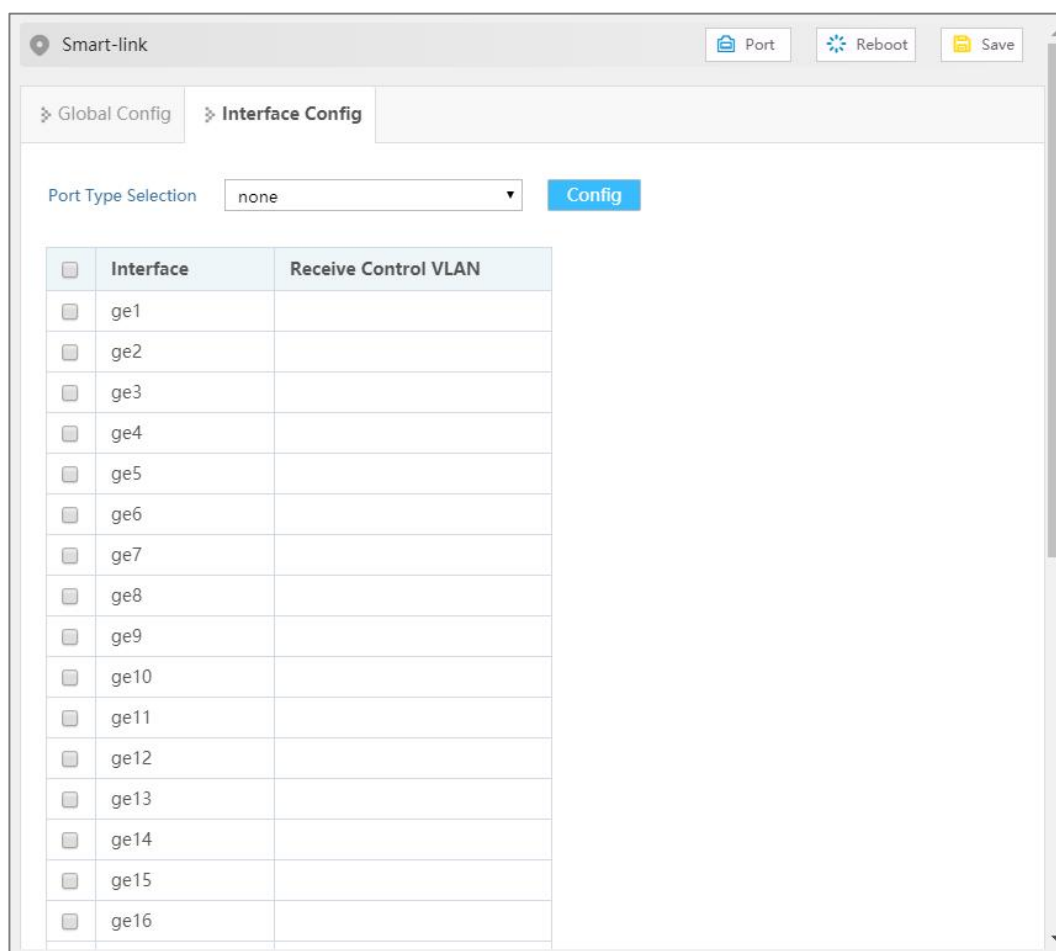 Smart-link Port Reboot Save
Global Config Interface Config
Port Type Selection none Config
Interface Receive Control VLAN
ge1
ge2
ge3
ge4
ge5
ge6
ge7
ge8
ge9
ge10
ge11
ge12
ge13
ge14
ge15
ge16